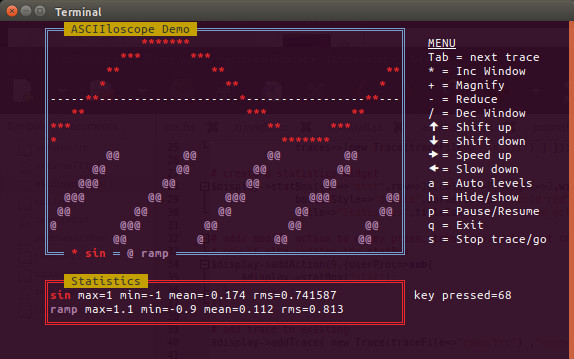 Terminal
ASCIIloscope Demo
* sin = @ ramp
MENU
Tab = next trace
* = Inc Window
+ = Magnify
- = Reduce
/ = Dec Window
↑= Shift up
↓= Shift down
→= Speed up
←= Slow down
a = Auto levels
h = Hide/show
p = Pause/Resume
q = Exit
s = Stop trace/go
Statistics
sin max=1 min=-1 mean=-0.174 rms=0.741587
ramp max=1.1 min=-0.9 mean=0.112 rms=0.813
key pressed=68